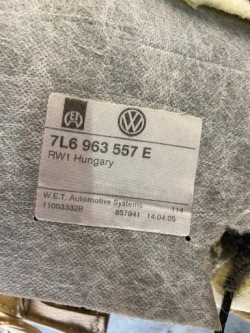 7L6 963 557 E
RW1 Hungary
W.E.T. Automotive Systems 114
11003332B 857941 14.04.05